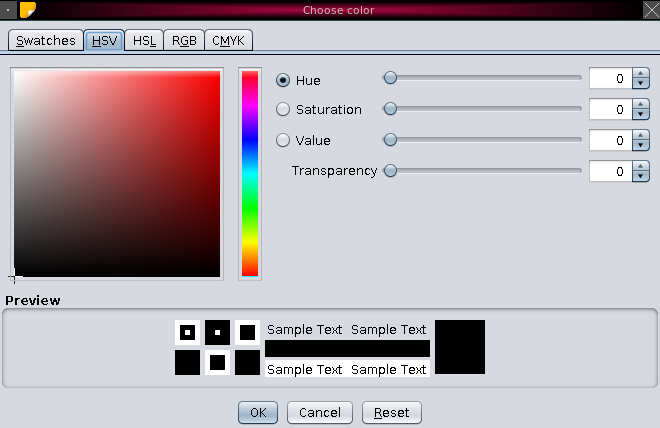 Choose color
Swatches HSV HSL RGB CMYK
Hue 0
Saturation 0
Value 0
Transparency 0
Preview
Sample Text Sample Text
Sample Text Sample Text
OK Cancel Reset